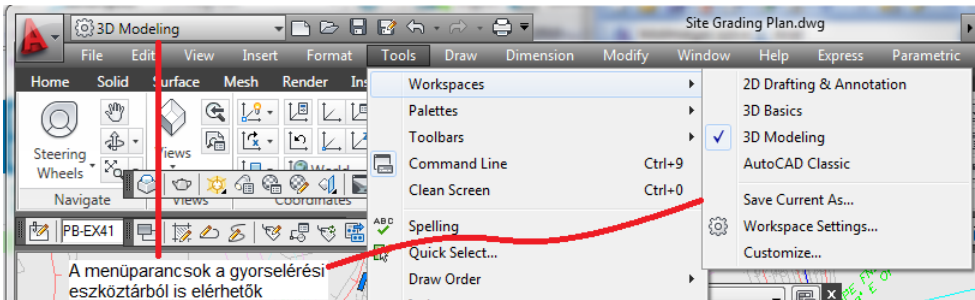 3D Modeling
Site Grading Plan.dwg
File Edit View Insert Format Tools Draw Dimension Modify Window Help Express Parametric
Home Solid Surface Mesh Render
Workspaces
Palettes
Toolbars
Command Line Ctrl+9
Clean Screen Ctrl+0
Spelling
Quick Select...
Draw Order
2D Drafting & Annotation
3D Basics
3D Modeling
AutoCAD Classic
Save Current As...
Workspace Settings...
Customize...
Steering
Wheels
Views
World
Navigate Views Coordinates
PB-EX41
ABC
A menüparancsok a gyorselérési
eszköztárból is elérhetők